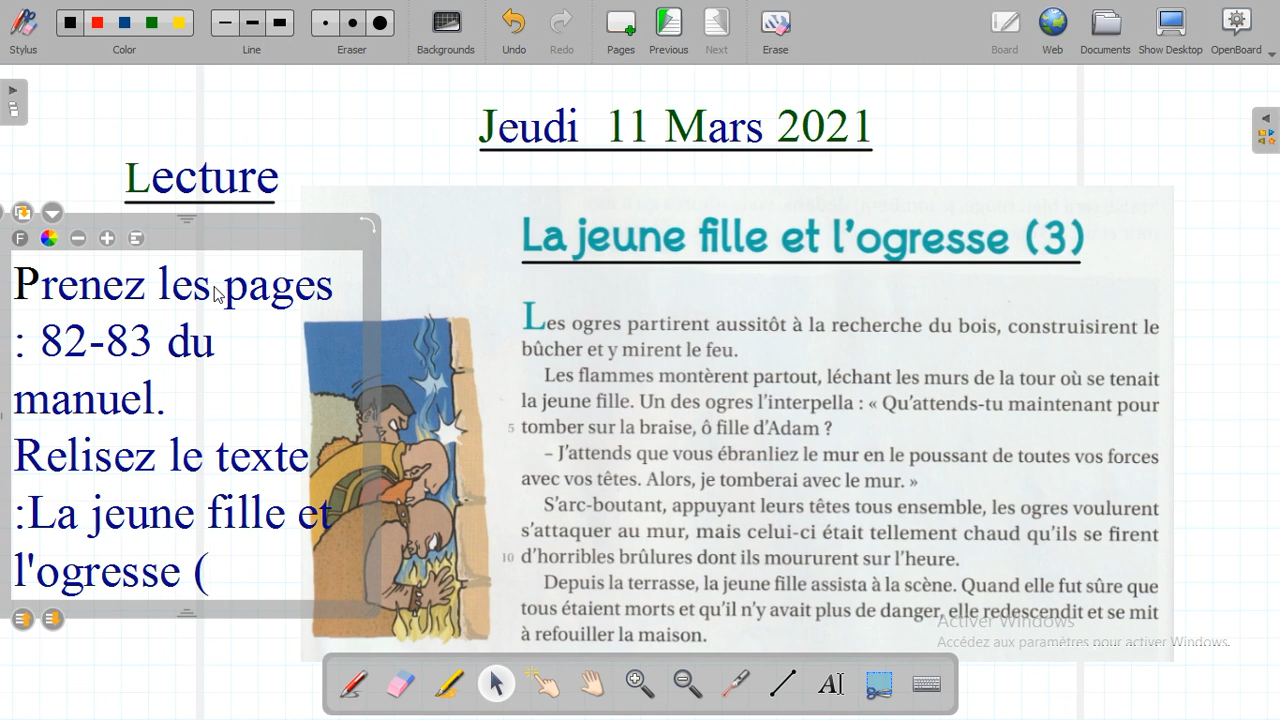 Stylus Color Line Eraser Backgrounds Undo Redo Pages Previous Next Erase Board Web Documents Show Desktop OpenBoard
Jeudi 11 Mars 2021
Lecture
F
Prenez les pages
: 82-83 du
manuel.
Relisez le texte
:La jeune fille et
l'ogresse (
La jeune fille et l'ogresse (3)
Les ogres partirent aussitôt à la recherche du bois, construisirent le
bûcher et y mirent le feu.
Les flammes montèrent partout, léchant les murs de la tour où se tenait
la jeune fille. Un des ogres l'interpella : « Qu'attends-tu maintenant pour
5 tomber sur la braise, ô fille d'Adam ?
– J'attends que vous ébranliez le mur en le poussant de toutes vos forces
avec vos têtes. Alors, je tomberai avec le mur. »
S'arc-boutant, appuyant leurs têtes tous ensemble, les ogres voulurent
s'attaquer au mur, mais celui-ci était tellement chaud qu'ils se firent
10 d'horribles brûlures dont ils moururent sur l'heure.
Depuis la terrasse, la jeune fille assista à la scène. Quand elle fut sûre que
tous étaient morts et qu'il n'y avait plus de danger, elle redescendit et se mit
à refouiller la maison.
Activer Windows
Accédez aux paramètres pour activer Windows.
AI